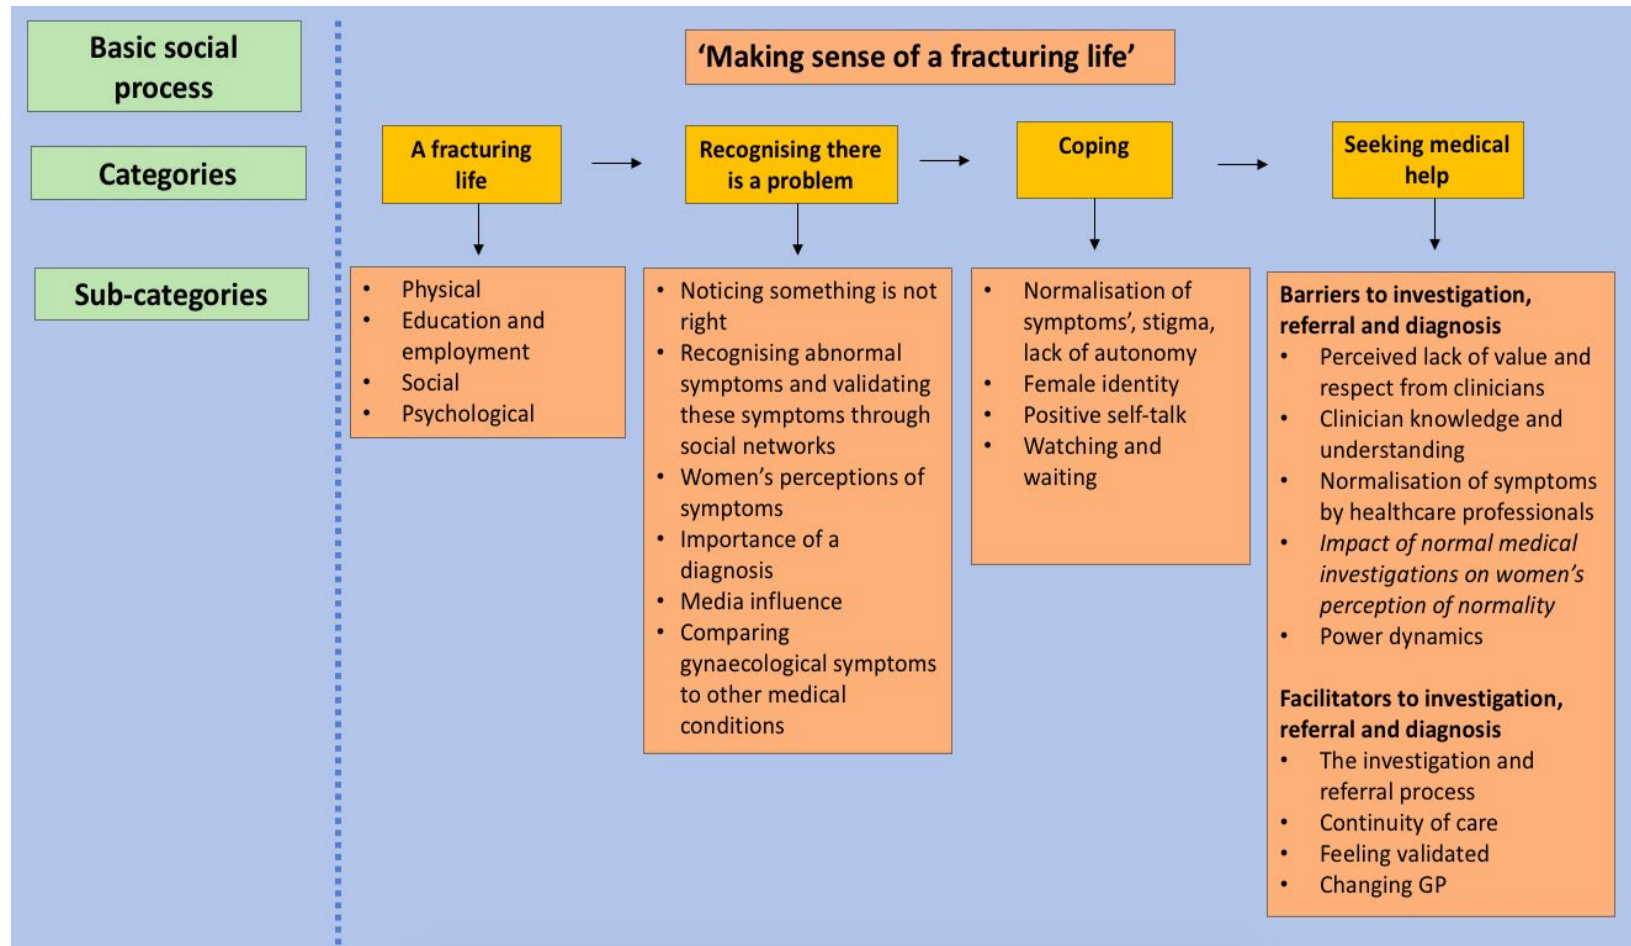 Basic social
process
Categories
Sub-categories
‘Making sense of a fracturing life’
A fracturing
life
Recognising there
is a problem
Coping
Seeking medical
help
• Physical
• Education and
employment
• Social
• Psychological
• Noticing something is not
right
• Recognising abnormal
symptoms and validating
these symptoms through
social networks
• Women’s perceptions of
symptoms
• Importance of a
diagnosis
• Media influence
• Comparing
gynaecological symptoms
to other medical
conditions
• Normalisation of
symptoms’, stigma,
lack of autonomy
• Female identity
• Positive self-talk
• Watching and
waiting
Barriers to investigation,
referral and diagnosis
• Perceived lack of value and
respect from clinicians
• Clinician knowledge and
understanding
• Normalisation of symptoms
by healthcare professionals
• Impact of normal medical
investigations on women’s
perception of normality
• Power dynamics
Facilitators to investigation,
referral and diagnosis
• The investigation and
referral process
• Continuity of care
• Feeling validated
• Changing GP